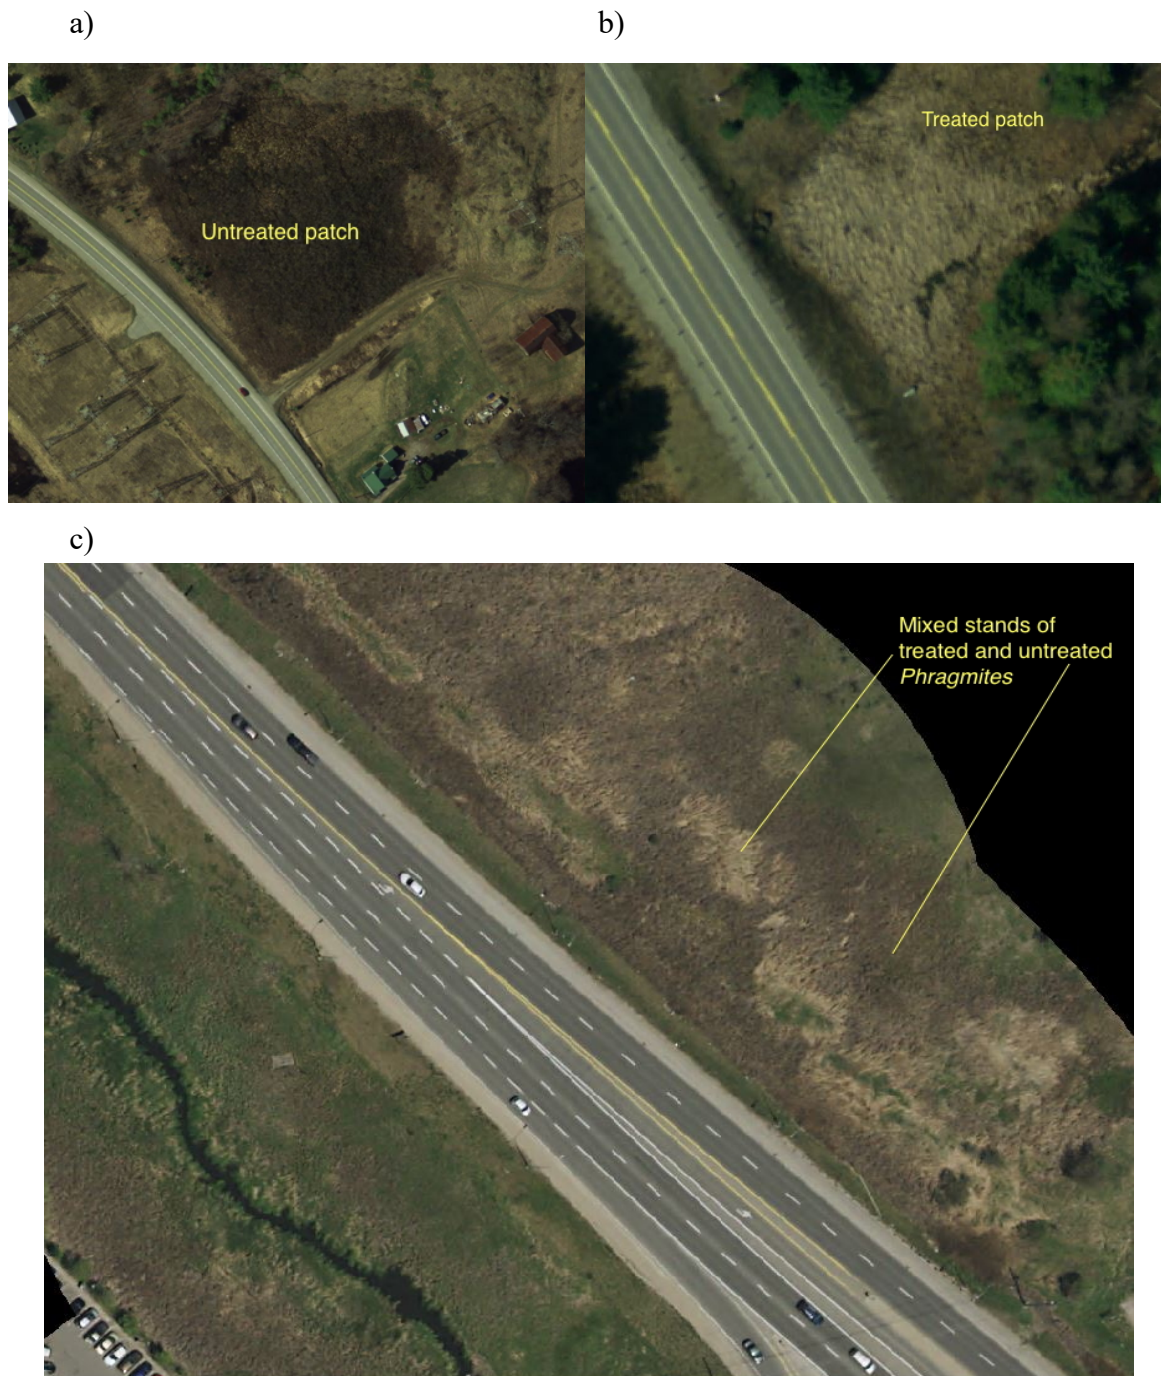 a)
b)
Untreated patch
Treated patch
c)
Mixed stands of
treated and untreated
Phragmites